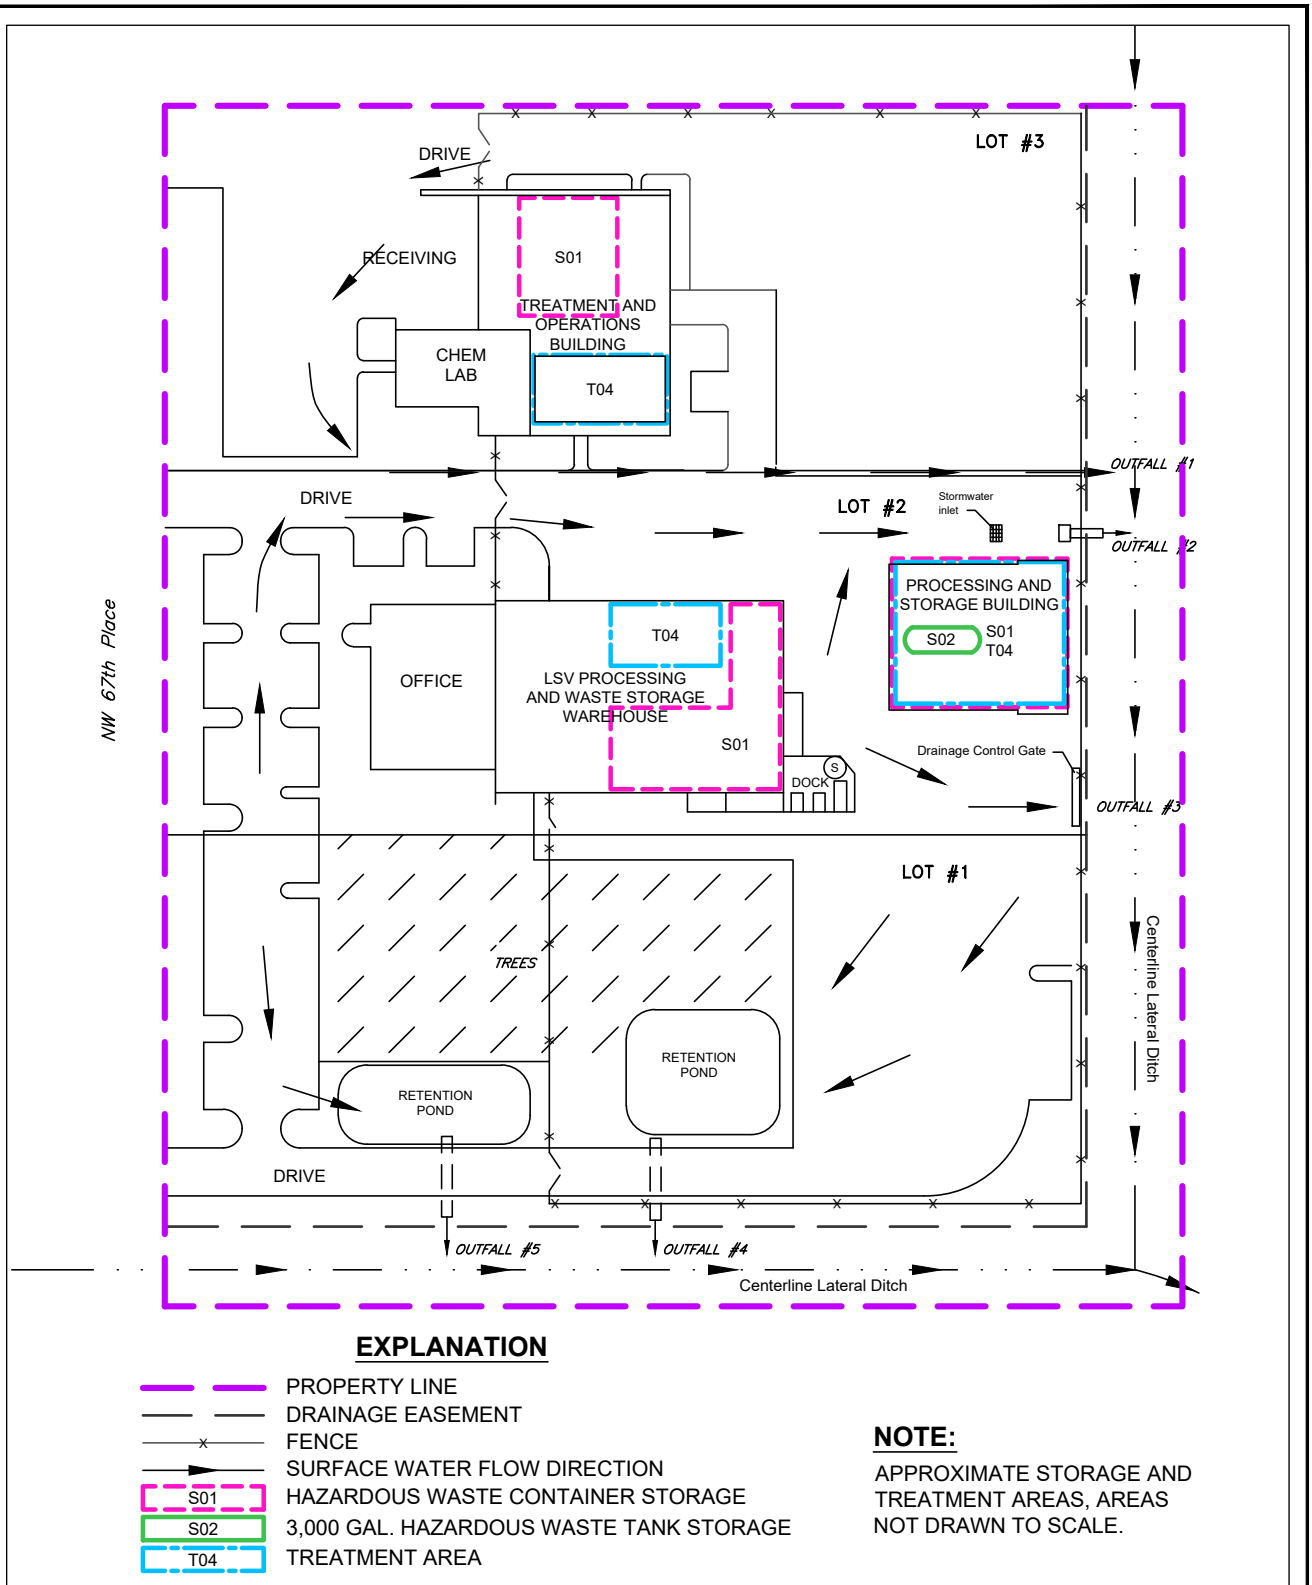 LOT #3
DRIVE
RECEIVING
S01
TREATMENT AND
OPERATIONS
BUILDING
CHEM
LAB
T04
OUTFALL #1
DRIVE
LOT #2
Stormwater
inlet
OUTFALL #2
PROCESSING AND
STORAGE BUILDING
S02
S01
T04
NW 67th Place
T04
OFFICE
LSV PROCESSING
AND WASTE STORAGE
WAREHOUSE
S01
Drainage Control Gate
S
DOCK
OUTFALL #3
LOT #1
TREES
Centerline Lateral Ditch
RETENTION
POND
RETENTION
POND
DRIVE
OUTFALL #5
OUTFALL #4
Centerline Lateral Ditch
EXPLANATION
PROPERTY LINE
DRAINAGE EASEMENT
x FENCE
SURFACE WATER FLOW DIRECTION
S01 HAZARDOUS WASTE CONTAINER STORAGE
S02 3,000 GAL. HAZARDOUS WASTE TANK STORAGE
T04 TREATMENT AREA
NOTE:
APPROXIMATE STORAGE AND
TREATMENT AREAS, AREAS
NOT DRAWN TO SCALE.